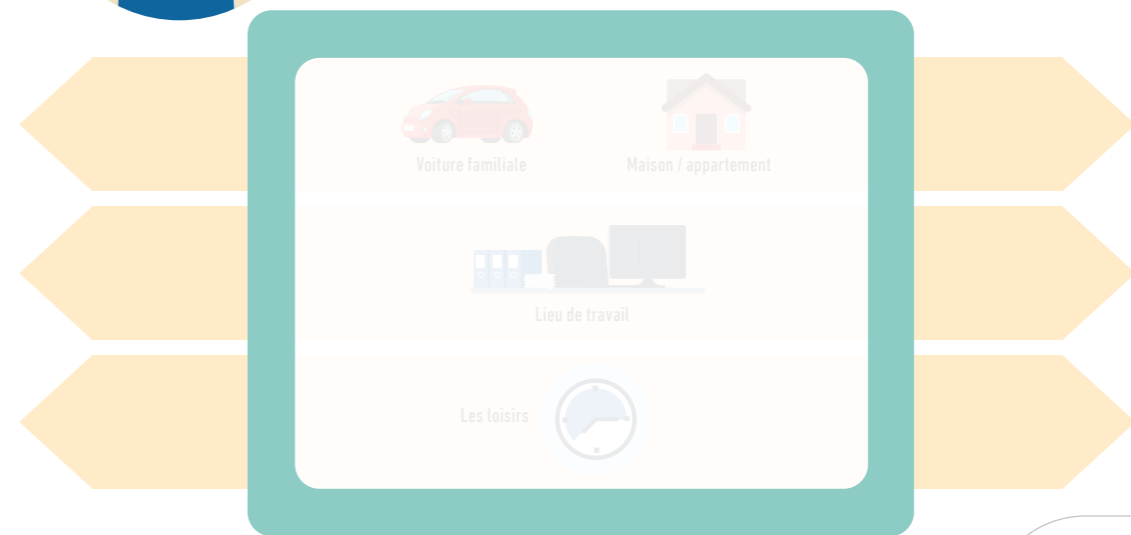 Voiture familiale
Maison / appartement
Lieu de travail
Les loisirs